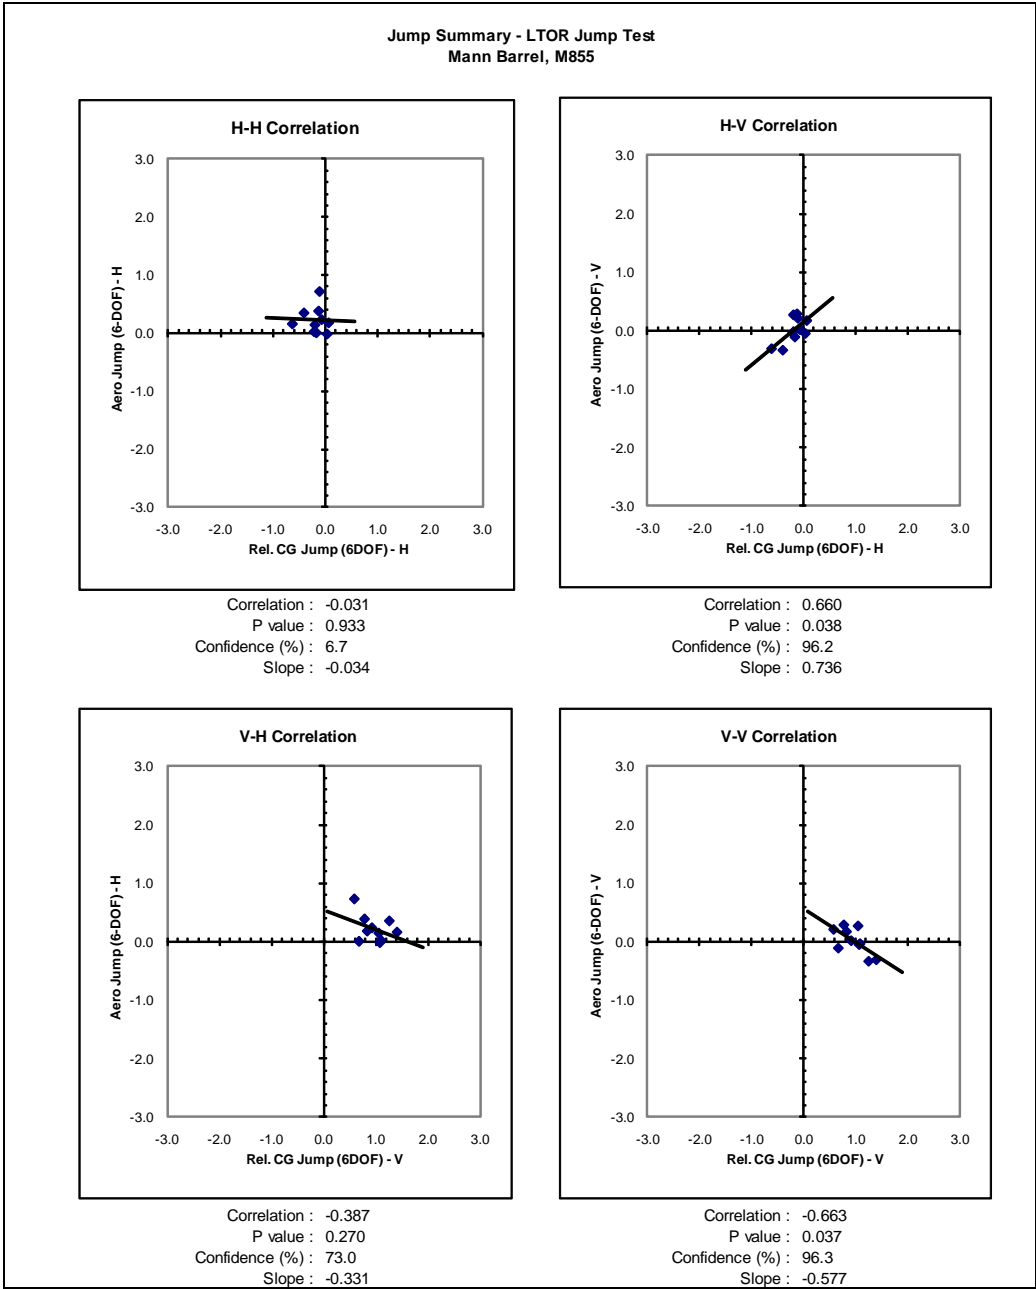 Jump Summary - LTOR Jump Test
Mann Barrel, M855
H-H Correlation
3.0
2.0
1.0
0.0
-1.0
-2.0
-3.0
-3.0 -2.0 -1.0 0.0 1.0 2.0 3.0
Rel. CG Jump (6DOF) - H
Aero Jump (6-DOF) - H
Correlation : -0.031
P value : 0.933
Confidence (%) : 6.7
Slope : -0.034
H-V Correlation
3.0
2.0
1.0
0.0
-1.0
-2.0
-3.0
-3.0 -2.0 -1.0 0.0 1.0 2.0 3.0
Rel. CG Jump (6DOF) - H
Aero Jump (6-DOF) - V
Correlation : 0.660
P value : 0.038
Confidence (%) : 96.2
Slope : 0.736
V-H Correlation
3.0
2.0
1.0
0.0
-1.0
-2.0
-3.0
-3.0 -2.0 -1.0 0.0 1.0 2.0 3.0
Rel. CG Jump (6DOF) - V
Aero Jump (6-DOF) - H
Correlation : -0.387
P value : 0.270
Confidence (%) : 73.0
Slope : -0.331
V-V Correlation
3.0
2.0
1.0
0.0
-1.0
-2.0
-3.0
-3.0 -2.0 -1.0 0.0 1.0 2.0 3.0
Rel. CG Jump (6DOF) - V
Aero Jump (6-DOF) - V
Correlation : -0.663
P value : 0.037
Confidence (%) : 96.3
Slope : -0.577